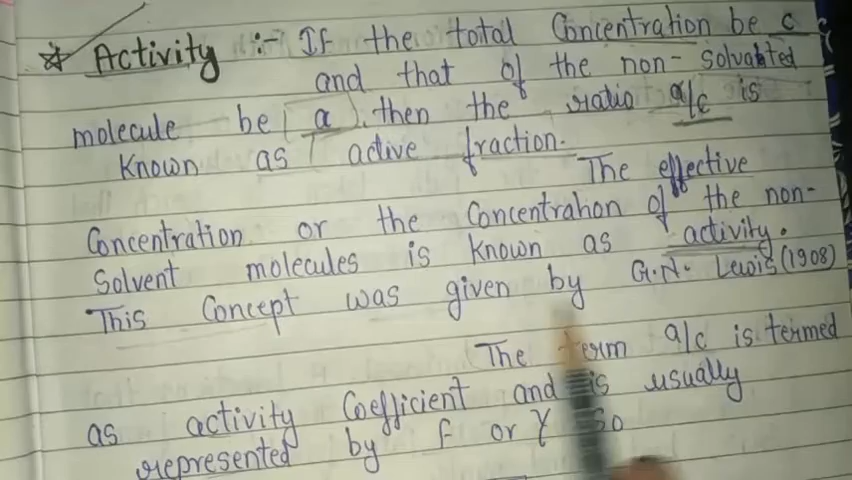 ☆ Activity :- If the total Concentration be c
and that of the non-solvated
molecule be a then the ratio a/c is
Known as active fraction.
The effective
Concentration or the Concentration of the non-
Solvent molecules is known as activity.
This Concept was given by G.N. Lewis (1908)
The term a/c is termed
as activity Coefficient and is usually
represented by f or γ so